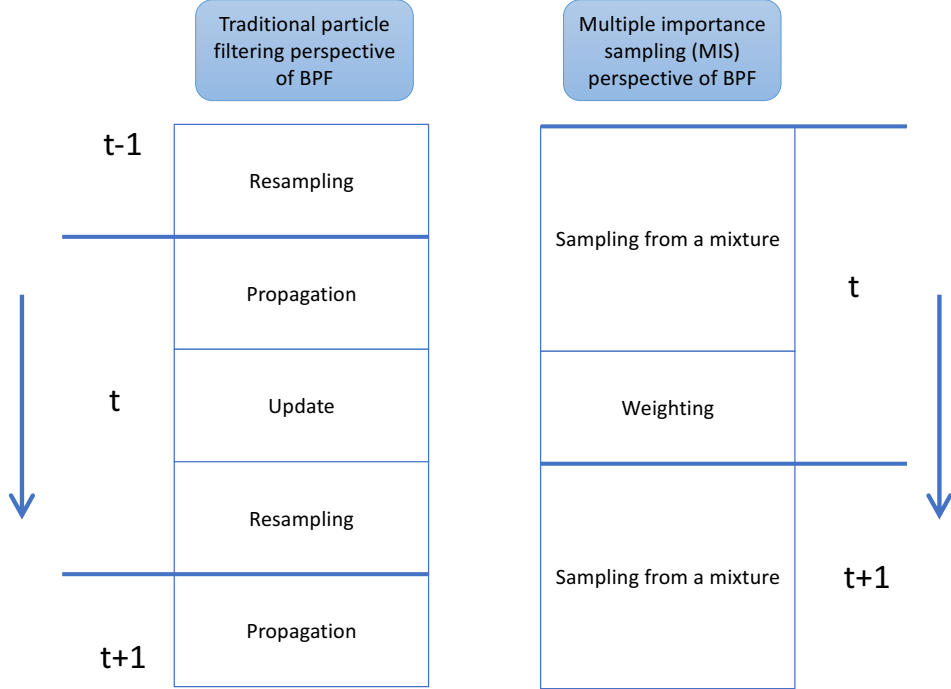 Traditional particle
filtering perspective
of BPF
t-1
Resampling
Propagation
t
Update
Resampling
t+1
Propagation
Multiple importance
sampling (MIS)
perspective of BPF
Sampling from a mixture
t
Weighting
Sampling from a mixture
t+1